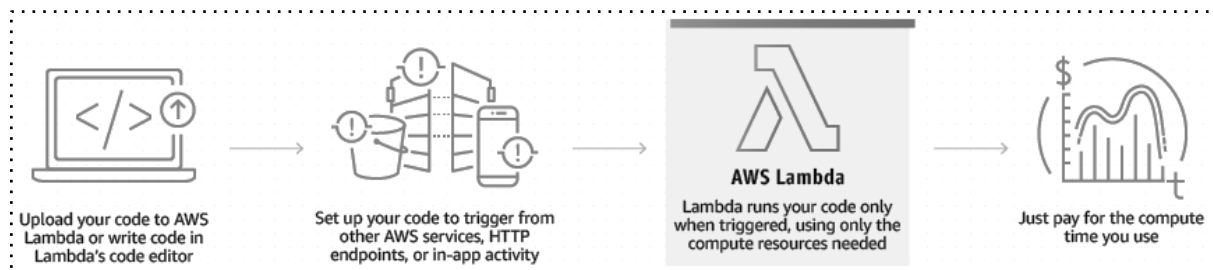 </>
Upload your code to AWS
Lambda or write code in
Lambda's code editor
Set up your code to trigger from
other AWS services, HTTP
endpoints, or in-app activity
AWS Lambda
Lambda runs your code only
when triggered, using only the
compute resources needed
$
t
Just pay for the compute
time you use